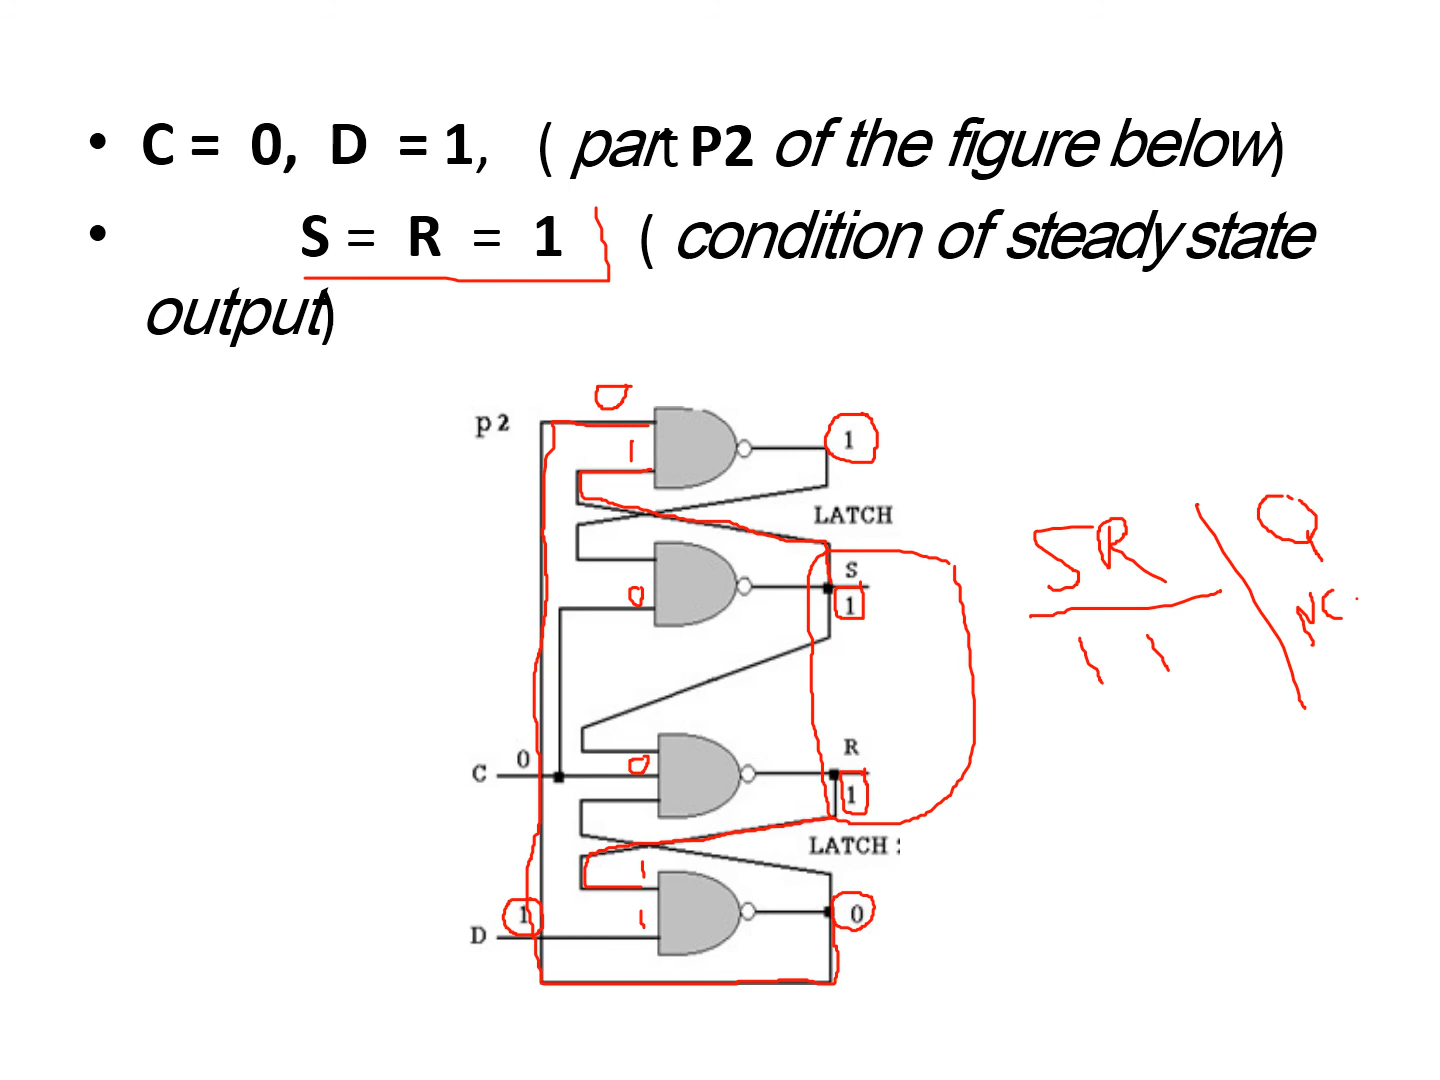 • C = 0, D = 1, ( part P2 of the figure below)
• S = R = 1 ( condition of steady state
output)
0
p2
1
1
LATCH
S
1
0
SR Q
NC
1 1
C 0
0
R
1
LATCH :
1
1
1
0
D